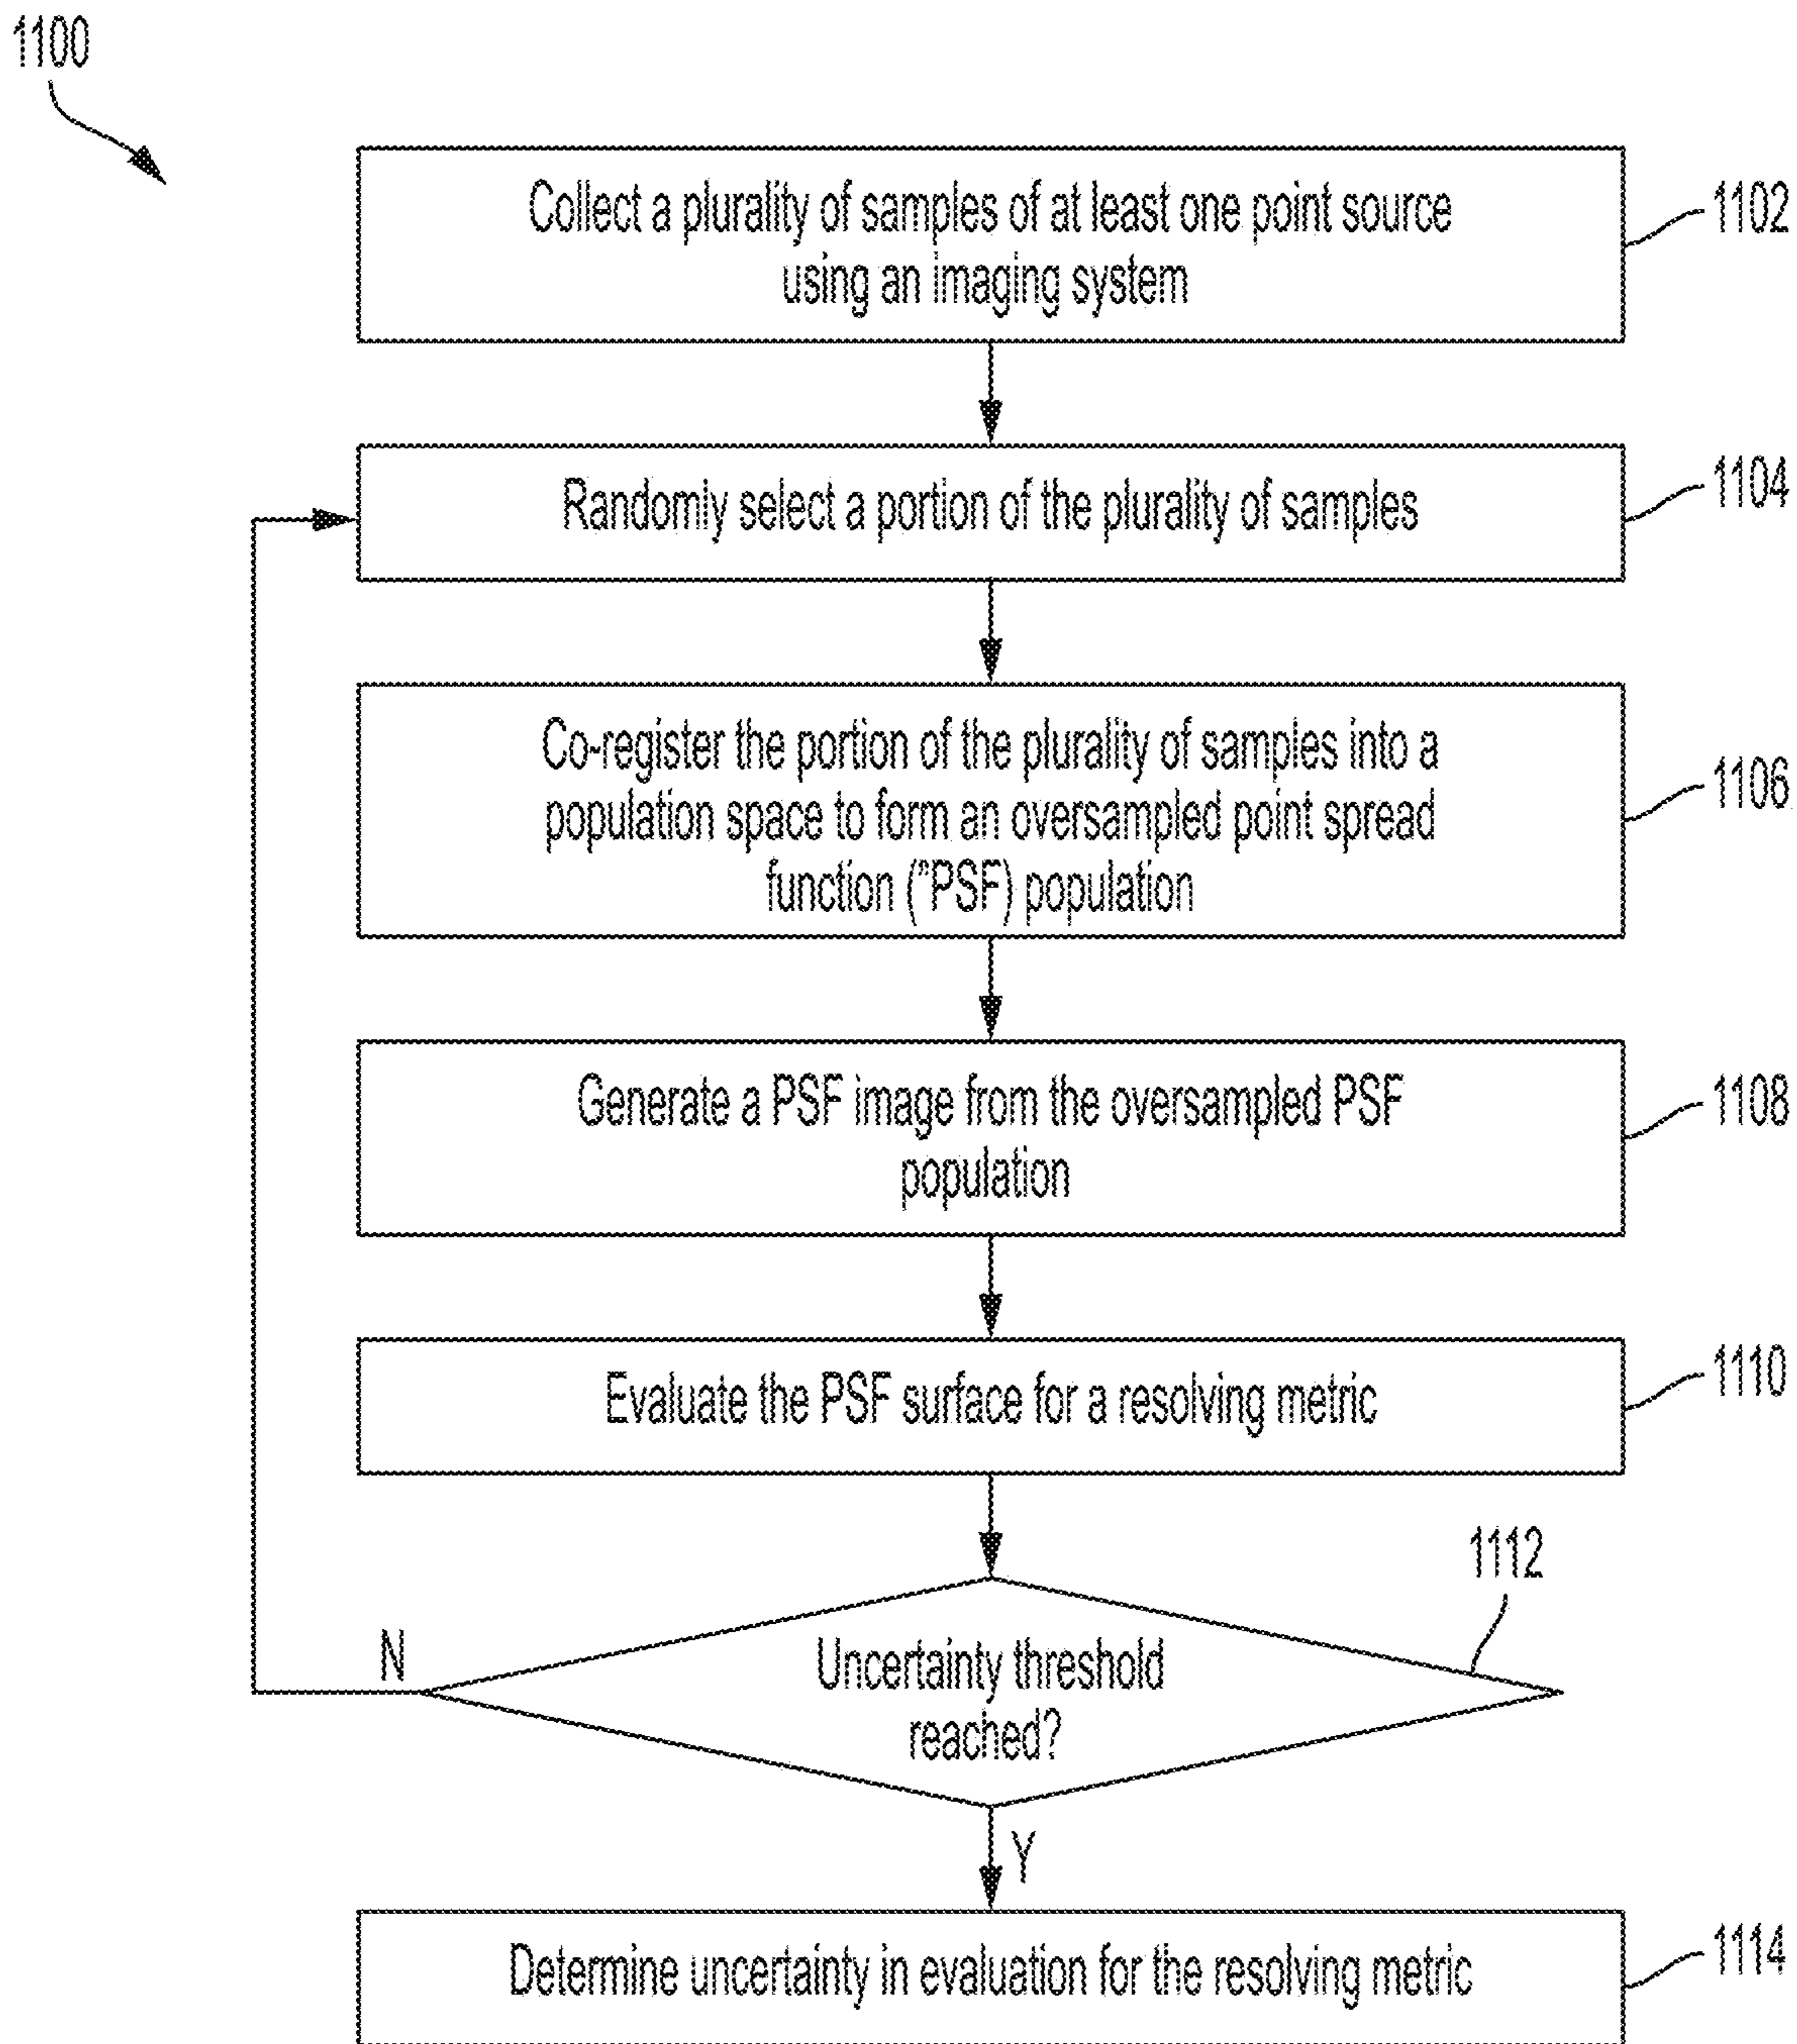 1100
Collect a plurality of samples of at least one point source
using an imaging system
1102
Randomly select a portion of the plurality of samples
1104
Co-register the portion of the plurality of samples into a
population space to form an oversampled point spread
function ("PSF) population
1106
Generate a PSF image from the oversampled PSF
population
1108
Evaluate the PSF surface for a resolving metric
1110
1112
Uncertainty threshold
reached?
N
Y
Determine uncertainty in evaluation for the resolving metric
1114